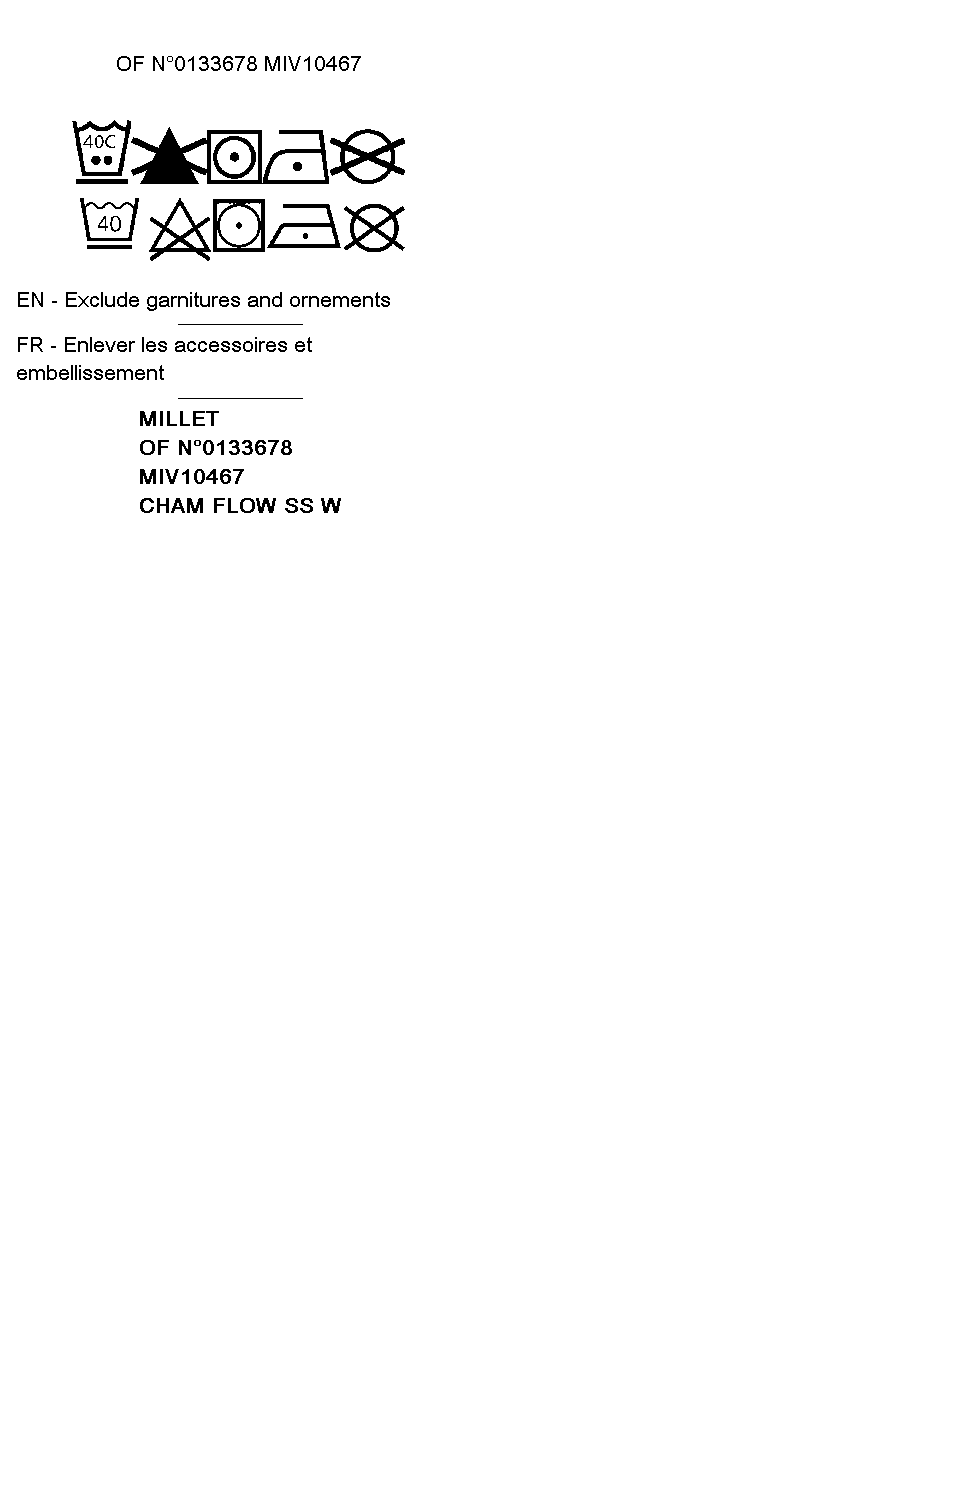 OF N°0133678 MIV10467
40C
40
EN - Exclude garnitures and ornements
FR - Enlever les accessoires et
embellissement
MILLET
OF N°0133678
MIV10467
CHAM FLOW SS W